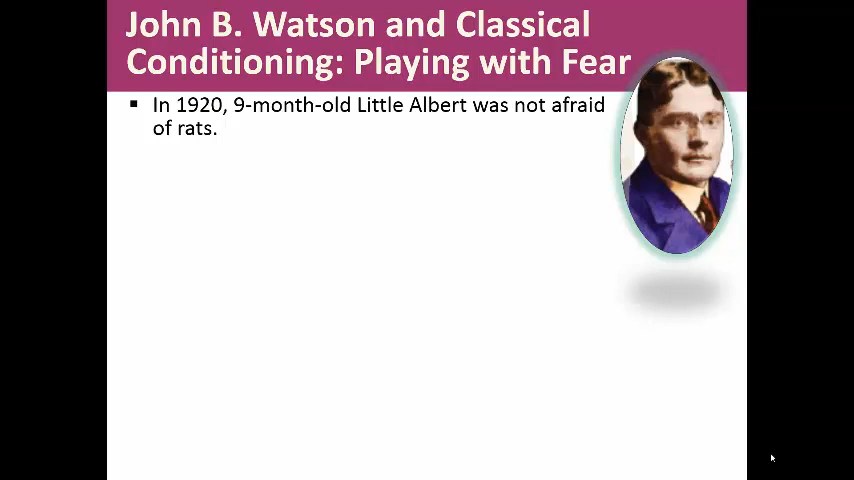 John B. Watson and Classical
Conditioning: Playing with Fear
▪ In 1920, 9-month-old Little Albert was not afraid
of rats.